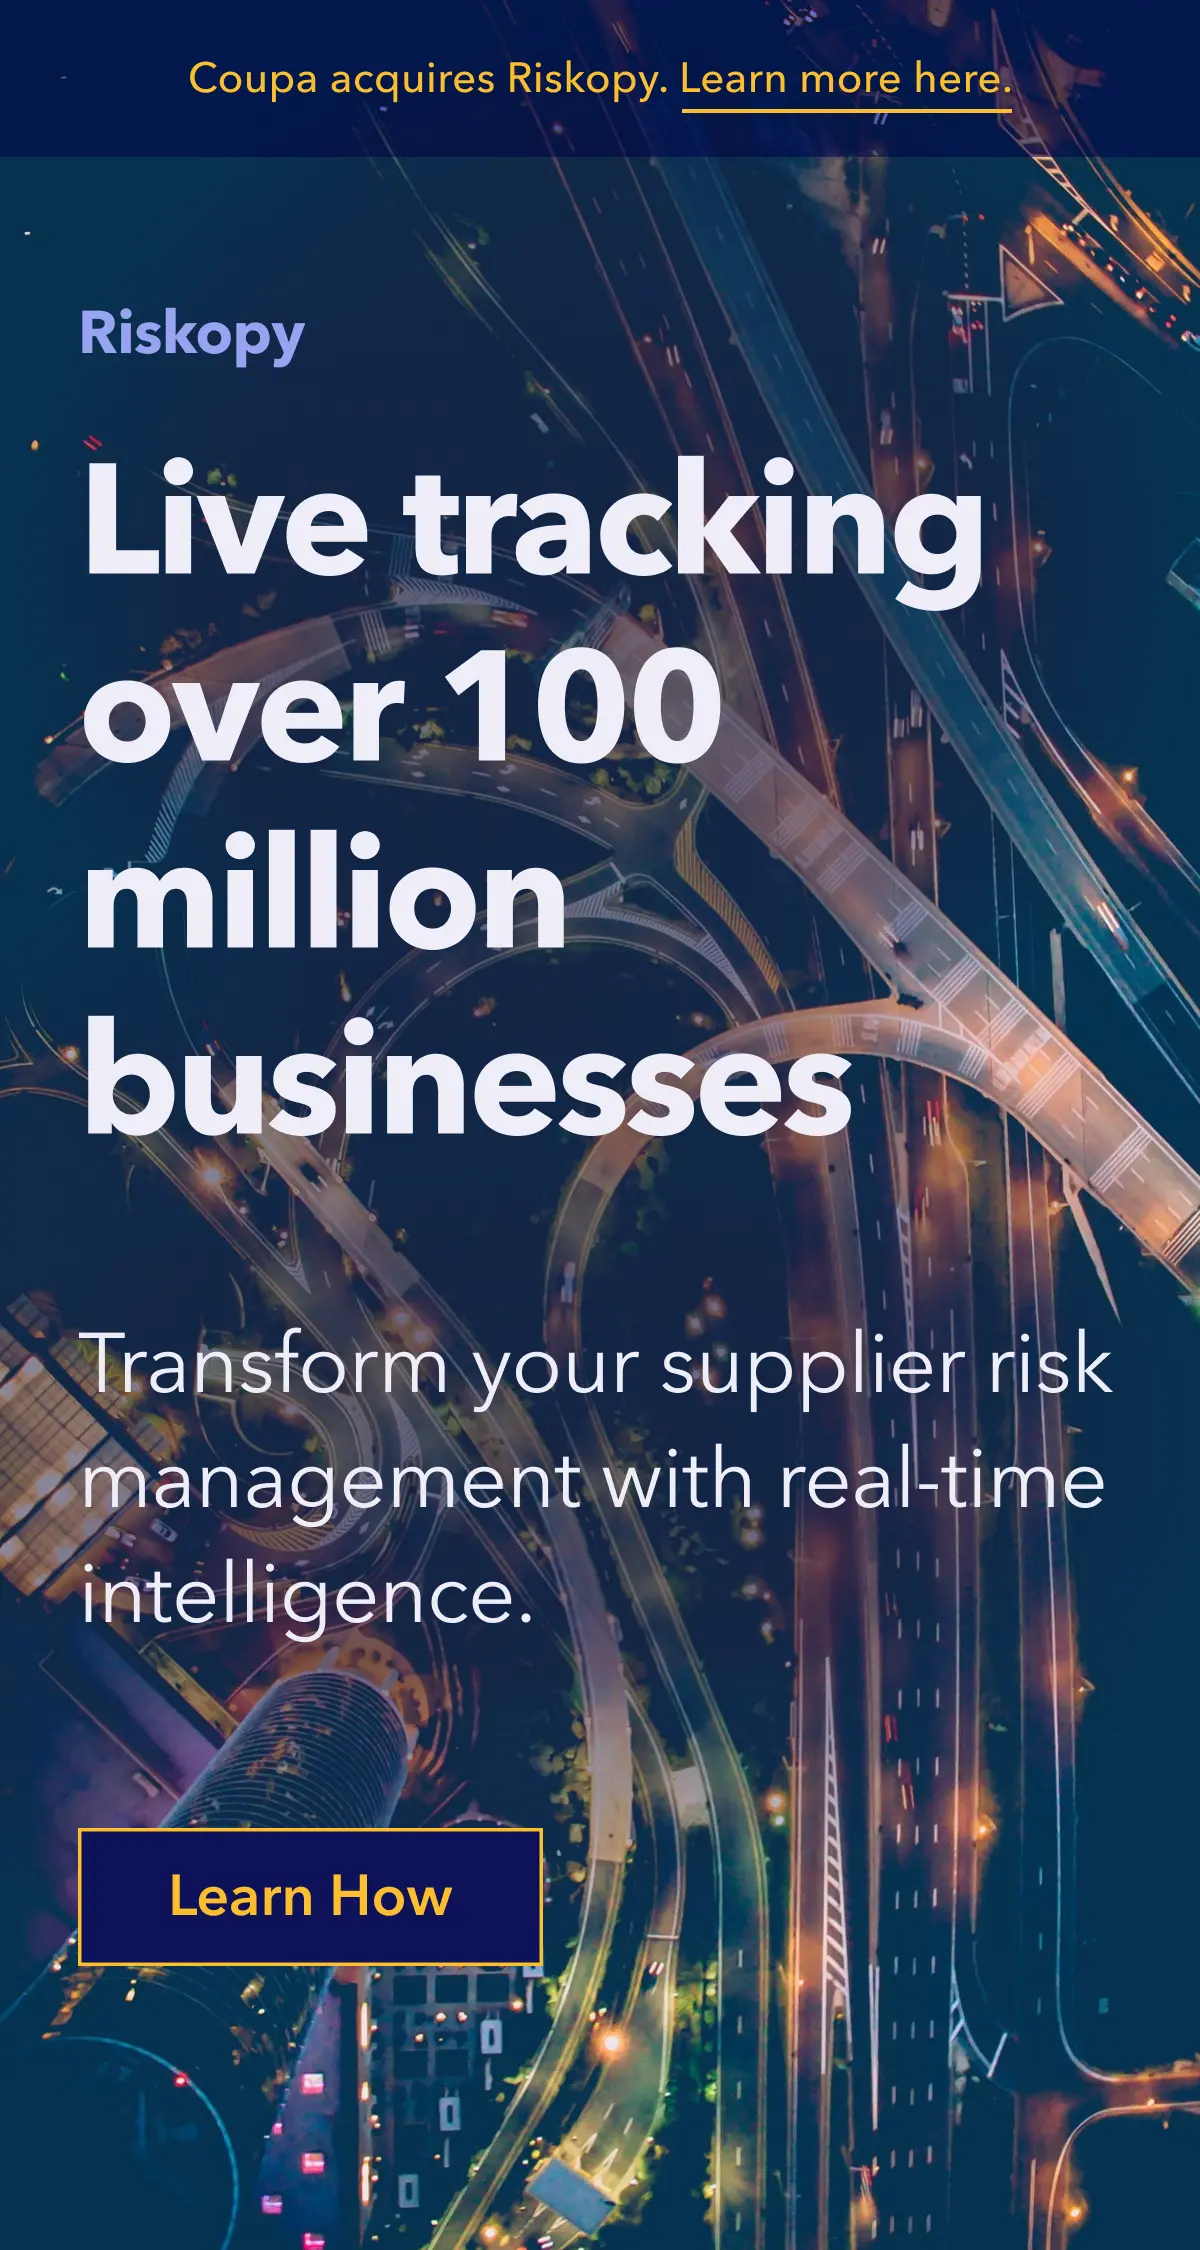 Coupa acquires Riskopy. Learn more here.
Riskopy
Live tracking
over 100
million
businesses
Transform your supplier risk
management with real-time
intelligence.
Learn How